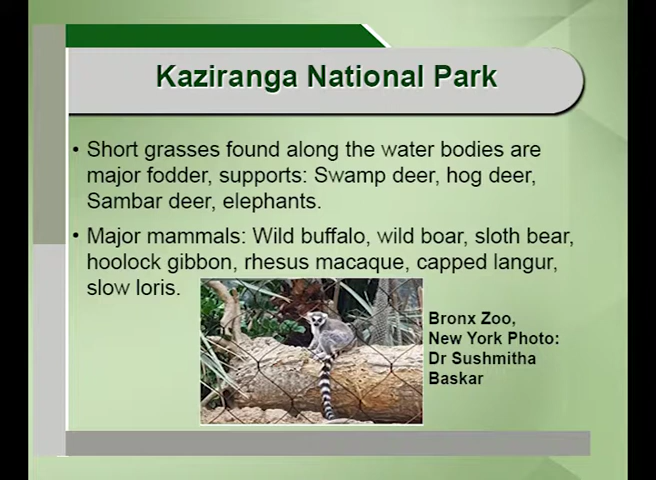 Kaziranga National Park
• Short grasses found along the water bodies are
major fodder, supports: Swamp deer, hog deer,
Sambar deer, elephants.
• Major mammals: Wild buffalo, wild boar, sloth bear,
hoolock gibbon, rhesus macaque, capped langur,
slow loris.
Bronx Zoo,
New York Photo:
Dr Sushmitha
Baskar